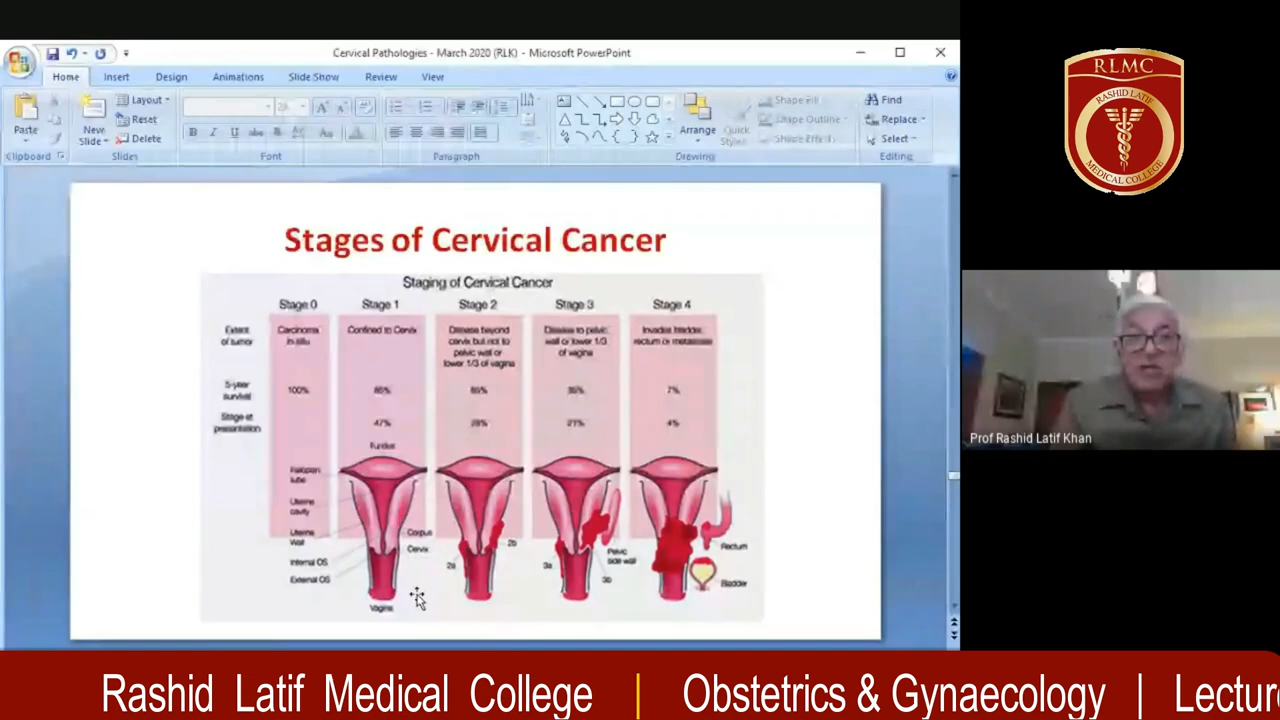 Cervical Pathologies - March 2020 (RLK) - Microsoft PowerPoint
Home Insert Design Animations Slide Show Review View
Paste
Clipboard
New Slide
Layout
Reset
Delete
Slides
B I U abc S Aa A
Font
Paragraph
Arrange
Quick Styles
Shape Fill
Shape Outline
Shape Effects
Drawing
Find
Replace
Select
Editing
Stages of Cervical Cancer
Staging of Cervical Cancer
Stage 0 Stage 1 Stage 2 Stage 3 Stage 4
Extent of tumor
Carcinoma in situ
Confined to Cervix
Disease beyond cervix but not to pelvic wall or lower 1/3 of vagina
Disease to pelvic wall or lower 1/3 of vagina
Invades bladder, rectum or metastasis
5-year survival
100%
7%
Stage at presentation
47% 28% 21% 4%
Fundus
Fallopian tube
Uterine cavity
Uterine Wall
Internal OS
External OS
Corpus
Cervix
Vagina
2a
2b
3a
3b
Pelvic side wall
Rectum
Bladder
RLMC
RASHID LATIF
MEDICAL COLLEGE
Prof Rashid Latif Khan
Rashid Latif Medical College | Obstetrics & Gynaecology | Lectur